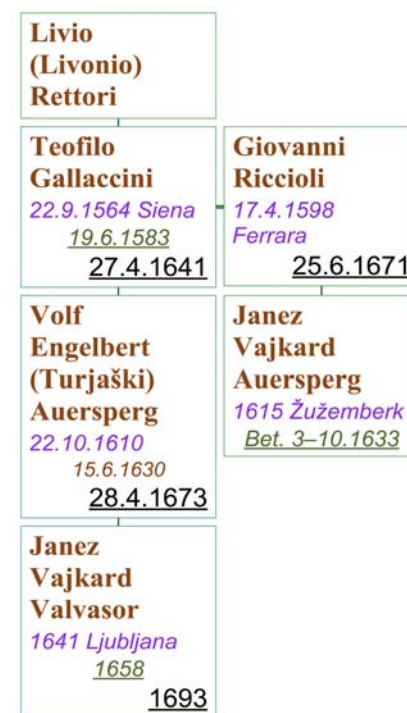 Livio
(Livonio)
Rettori
Teofilo
Gallaccini
22.9.1564 Siena
19.6.1583
27.4.1641
Giovanni
Riccioli
17.4.1598
Ferrara
25.6.1671
Volf
Engelbert
(Turjaški)
Auersperg
22.10.1610
15.6.1630
28.4.1673
Janez
Vajkard
Auersperg
1615 Žužemberk
Bet. 3–10.1633
Janez
Vajkard
Valvasor
1641 Ljubljana
1658
1693